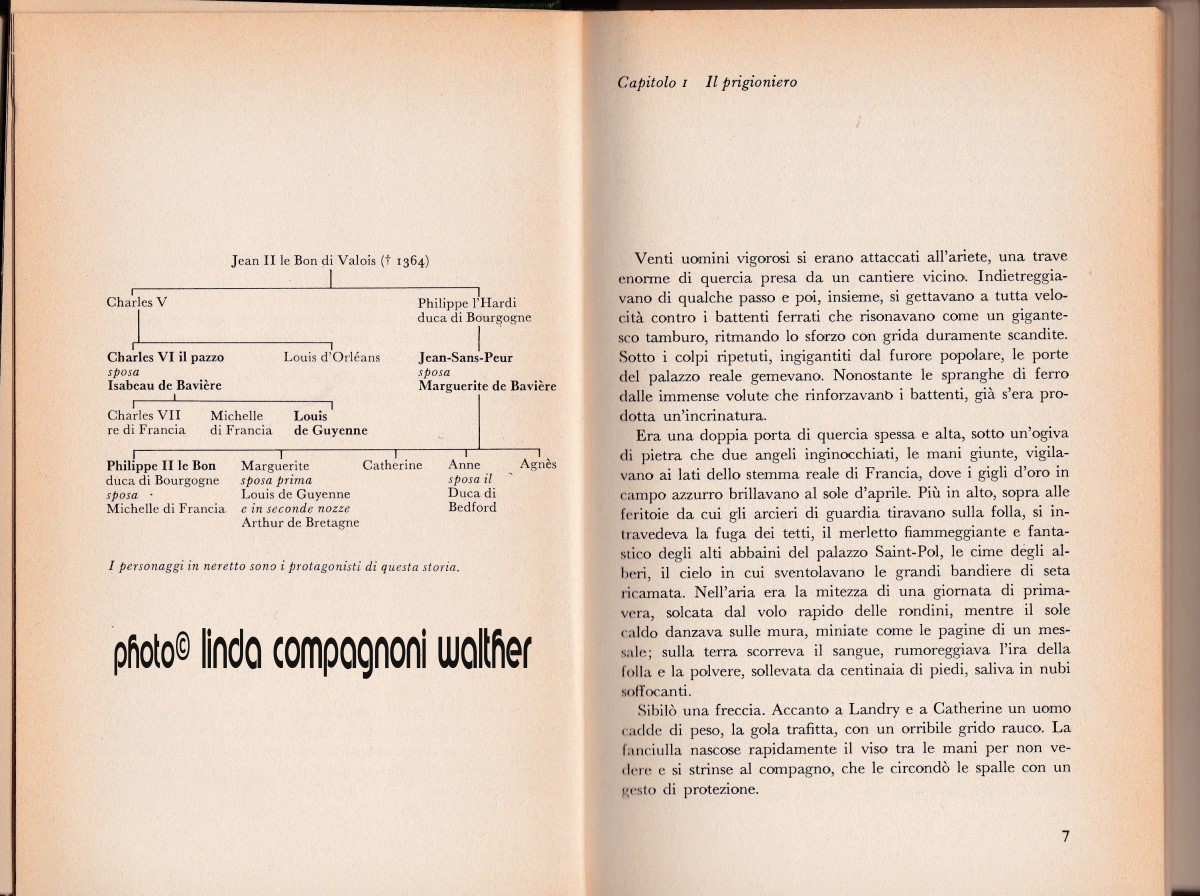 Jean II le Bon di Valois († 1364)
Charles V
Philippe l'Hardi
duca di Bourgogne
Charles VI il pazzo
sposa
Isabeau de Bavière
Louis d'Orléans
Jean-Sans-Peur
sposa
Marguerite de Bavière
Charles VII
re di Francia
Michelle
di Francia
Louis
de Guyenne
Philippe II le Bon
duca di Bourgogne
sposa
Michelle di Francia
Marguerite
sposa prima
Louis de Guyenne
e in seconde nozze
Arthur de Bretagne
Catherine
Anne
sposa il
Duca di
Bedford
Agnès
I personaggi in neretto sono i protagonisti di questa storia.
photo© linda compagnoni walther
Capitolo 1 Il prigioniero
Venti uomini vigorosi si erano attaccati all'ariete, una trave
enorme di quercia presa da un cantiere vicino. Indietreggia-
vano di qualche passo e poi, insieme, si gettavano a tutta velo-
cità contro i battenti ferrati che risonavano come un gigante-
sco tamburo, ritmando lo sforzo con grida duramente scandite.
Sotto i colpi ripetuti, ingigantiti dal furore popolare, le porte
del palazzo reale gemevano. Nonostante le spranghe di ferro
dalle immense volute che rinforzavano i battenti, già s'era pro-
dotta un'incrinatura.
Era una doppia porta di quercia spessa e alta, sotto un'ogiva
di pietra che due angeli inginocchiati, le mani giunte, vigila-
vano ai lati dello stemma reale di Francia, dove i gigli d'oro in
campo azzurro brillavano al sole d'aprile. Più in alto, sopra alle
feritoie da cui gli arcieri di guardia tiravano sulla folla, si in-
travedeva la fuga dei tetti, il merletto fiammeggiante e fanta-
stico degli alti abbaini del palazzo Saint-Pol, le cime degli al-
beri, il cielo in cui sventolavano le grandi bandiere di seta
ricamata. Nell'aria era la mitezza di una giornata di prima-
vera, solcata dal volo rapido delle rondini, mentre il sole
caldo danzava sulle mura, miniate come le pagine di un mes-
sale; sulla terra scorreva il sangue, rumoreggiava l'ira della
folla e la polvere, sollevata da centinaia di piedi, saliva in nubi
soffocanti.
Sibilò una freccia. Accanto a Landry e a Catherine un uomo
cadde di peso, la gola trafitta, con un orribile grido rauco. La
fanciulla nascose rapidamente il viso tra le mani per non ve-
dere e si strinse al compagno, che le circondò le spalle con un
gesto di protezione.
7